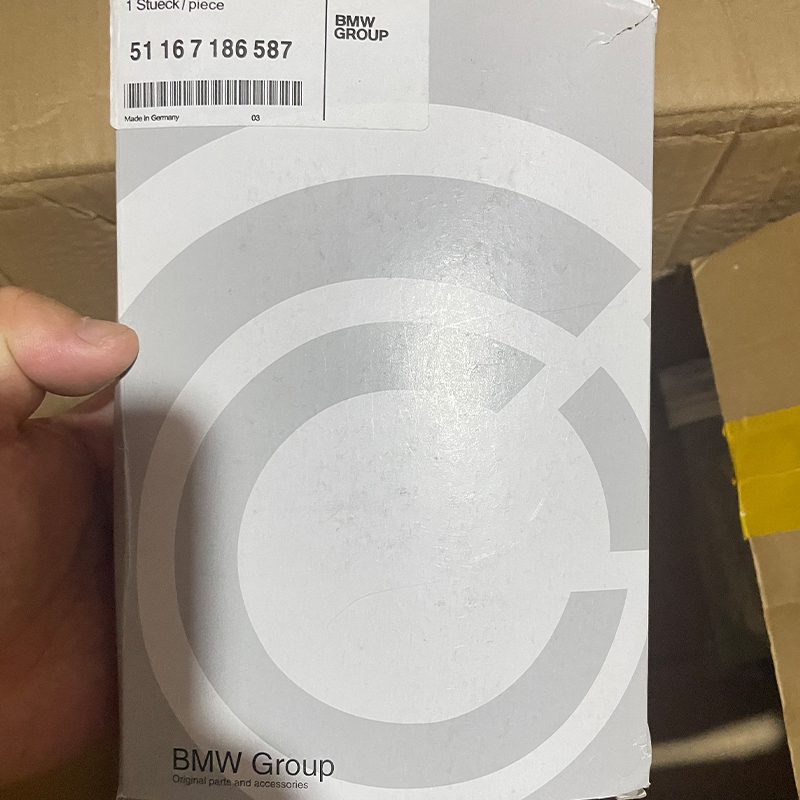 1 Stueck / piece
51 16 7 186 587
BMW
GROUP
Made in Germany
03
BMW Group
Original parts and accessories